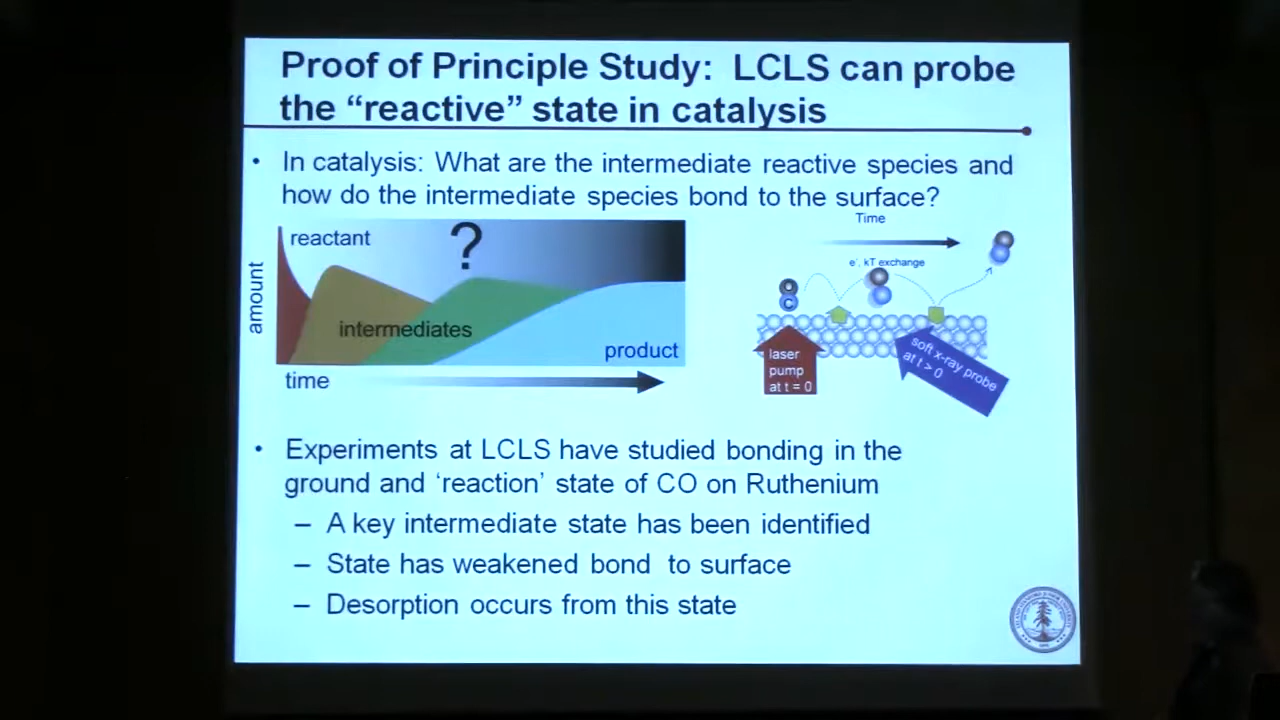 Proof of Principle Study: LCLS can probe
the “reactive” state in catalysis
• In catalysis: What are the intermediate reactive species and
how do the intermediate species bond to the surface?
amount
reactant
?
intermediates
product
time
Time
e-, kT exchange
O
C
laser
pump
at t = 0
soft x-ray probe
at t > 0
• Experiments at LCLS have studied bonding in the
ground and ‘reaction’ state of CO on Ruthenium
– A key intermediate state has been identified
– State has weakened bond to surface
– Desorption occurs from this state